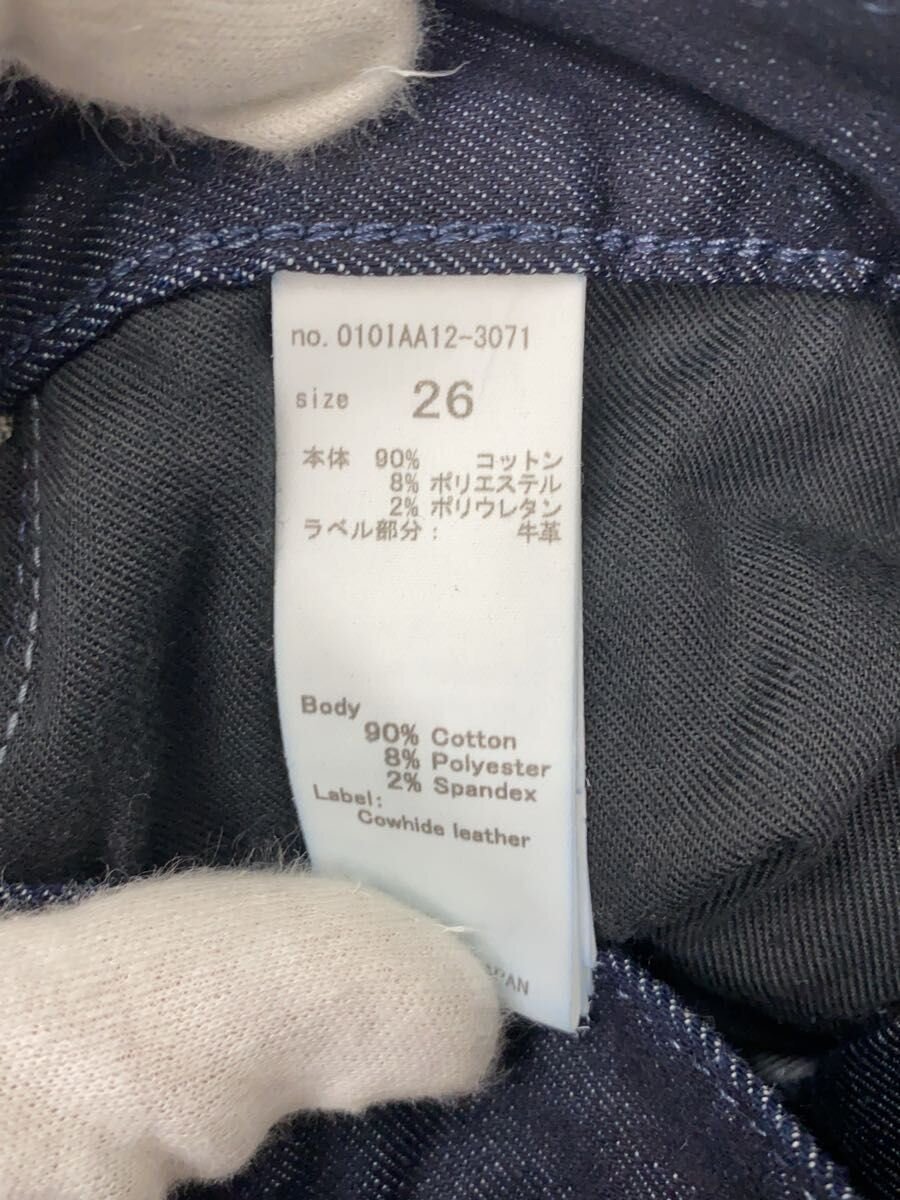 no. 0101AA12-3071
size 26
本体 90% コットン
8% ポリエステル
2% ポリウレタン
ラベル部分: 牛革
Body
90% Cotton
8% Polyester
2% Spandex
Label:
Cowhide leather